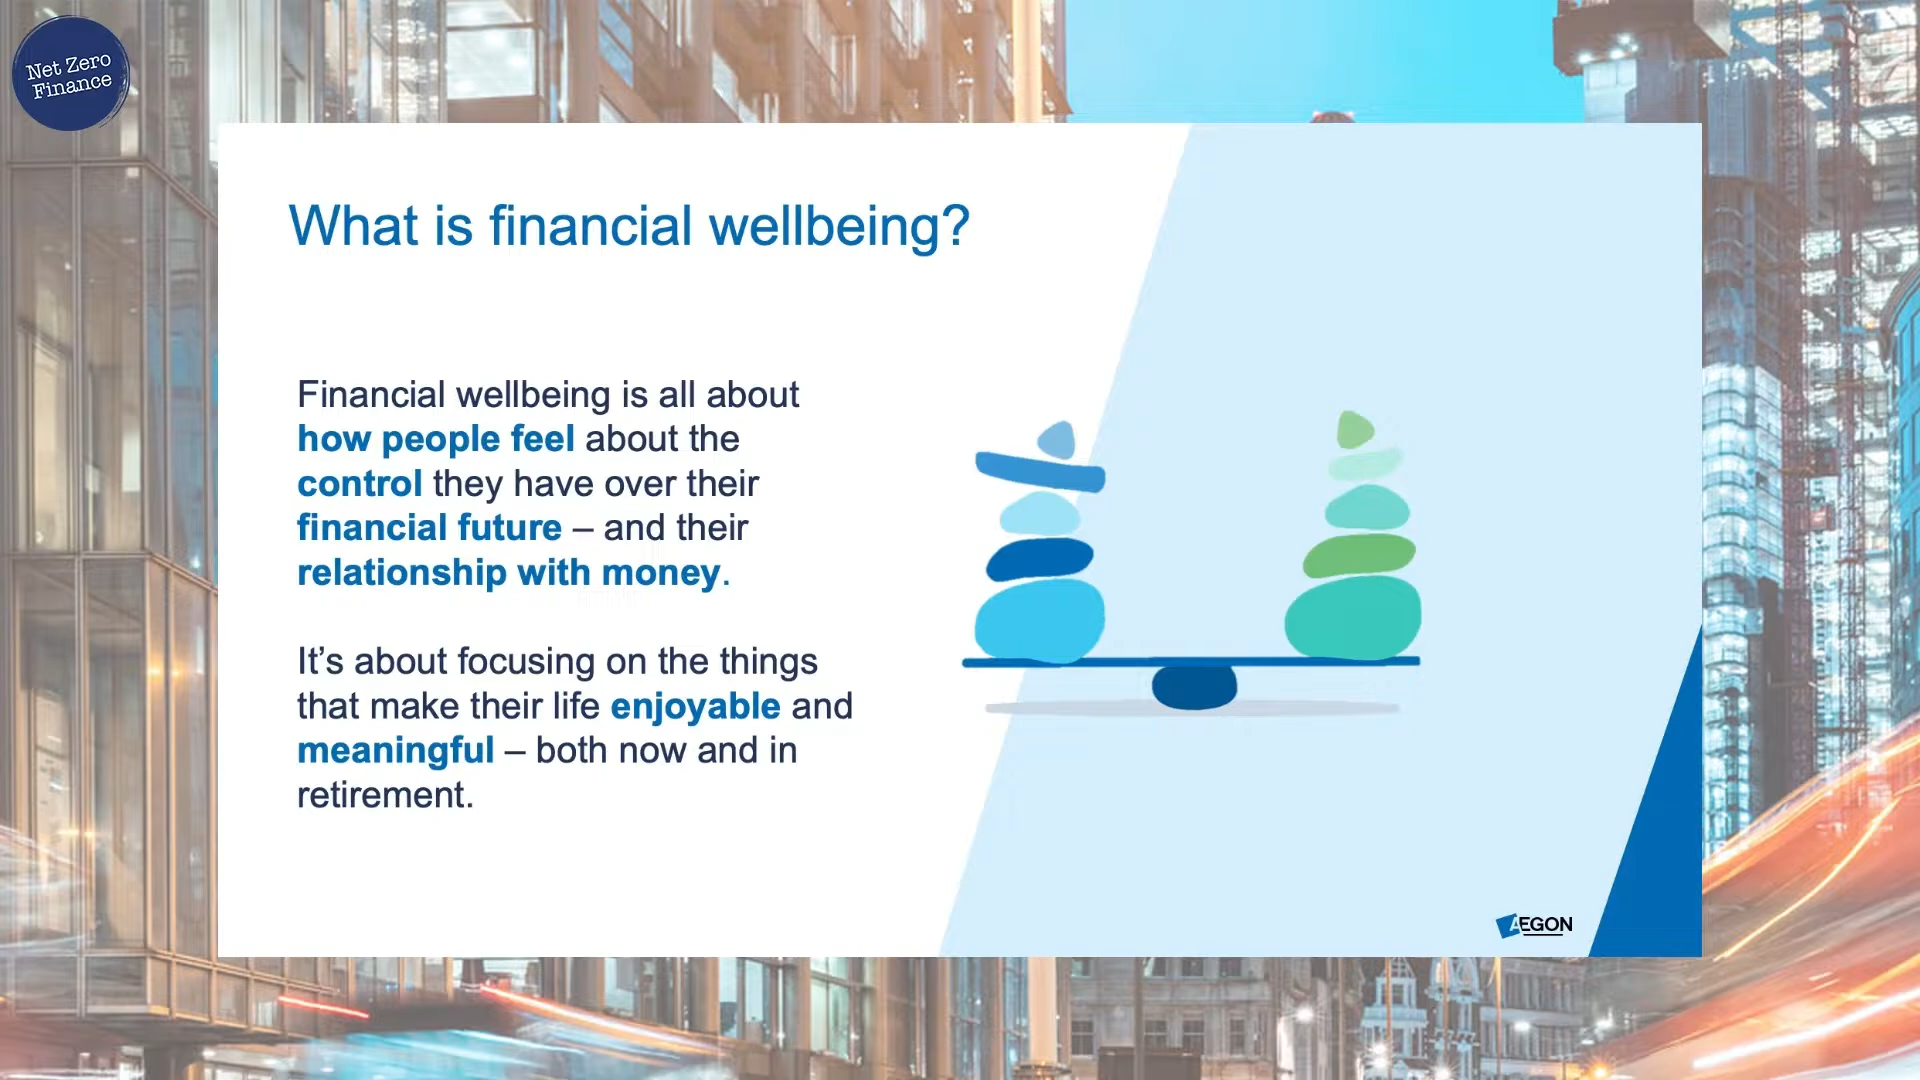 Net Zero
Finance
What is financial wellbeing?
Financial wellbeing is all about
how people feel about the
control they have over their
financial future – and their
relationship with money.
It’s about focusing on the things
that make their life enjoyable and
meaningful – both now and in
retirement.
AEGON